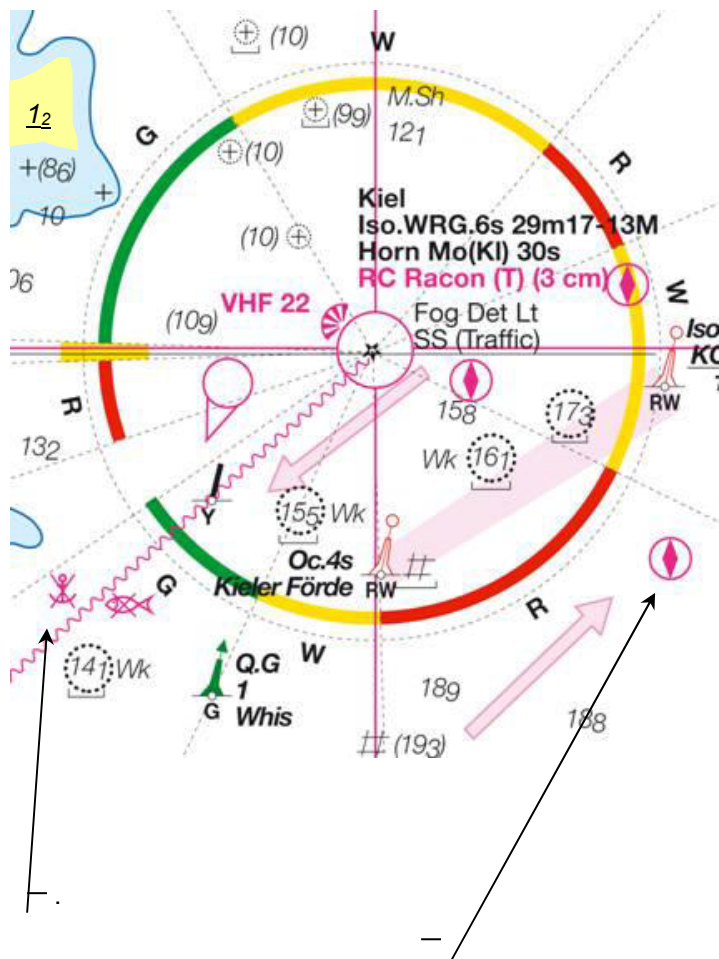 (10)
W
M.Sh
(99)
121
12
G
R
(10)
+(86)
10
Kiel
Iso.WRG.6s 29m17-13M
Horn Mo(KI) 30s
RC Racon (T) (3 cm)
(10)
06
VHF 22
Fog Det Lt
SS (Traffic)
W
(109)
Iso
KO
RW
R
158
173
132
Wk
161
Y
155 Wk
Oc.4s
Kieler Förde
RW
G
R
W
141 Wk
Q.G
1
Whis
G
189
188
(193)